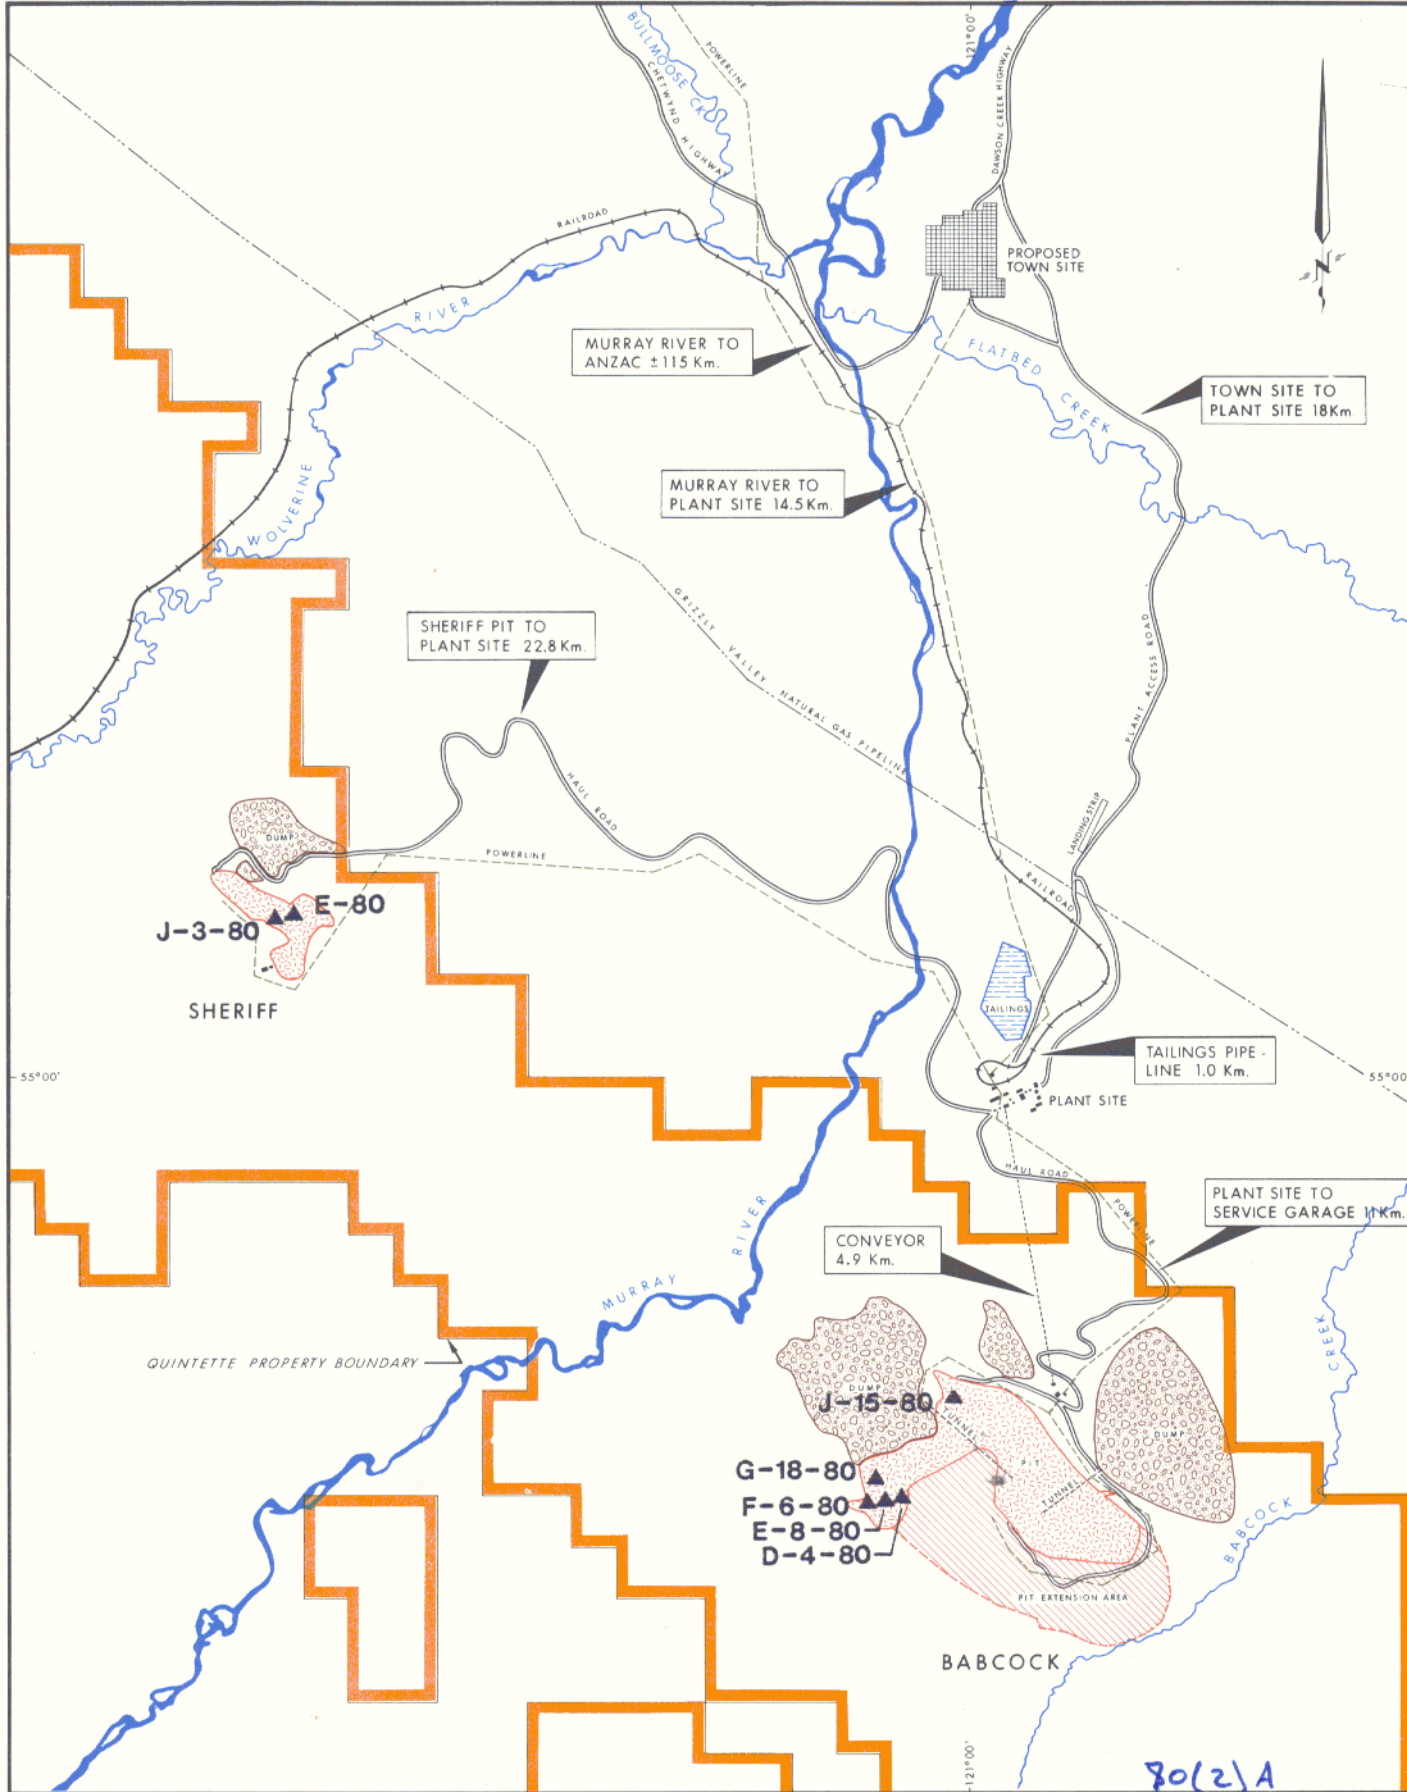 BULLMOOSE CK
CHETWYND HIGHWAY
POWERLINE
121°00'
DAWSON CREEK HIGHWAY
N
RAILROAD
PROPOSED
TOWN SITE
RIVER
MURRAY RIVER TO
ANZAC ±115 Km.
FLATBED CREEK
TOWN SITE TO
PLANT SITE 18Km
WOLVERINE
MURRAY RIVER TO
PLANT SITE 14.5Km.
GRIZZLY VALLEY NATURAL GAS PIPELINE
SHERIFF PIT TO
PLANT SITE 22.8 Km.
PLANT ACCESS ROAD
HAUL ROAD
LANDING STRIP
DUMP
POWERLINE
RAILROAD
E-80
J-3-80
SHERIFF
TAILINGS
TAILINGS PIPE-
LINE 1.0 Km.
55°00'
55°00'
PLANT SITE
HAUL ROAD
PLANT SITE TO
SERVICE GARAGE 11Km.
POWERLINE
RIVER
CONVEYOR
4.9 Km.
MURRAY
CREEK
QUINTETTE PROPERTY BOUNDARY
DUMP
J-15-80
TUNNEL
DUMP
PIT
G-18-80
TUNNEL
F-6-80
E-8-80
D-4-80
BABCOCK
PIT EXTENSION AREA
BABCOCK
121°00'
80(2)A